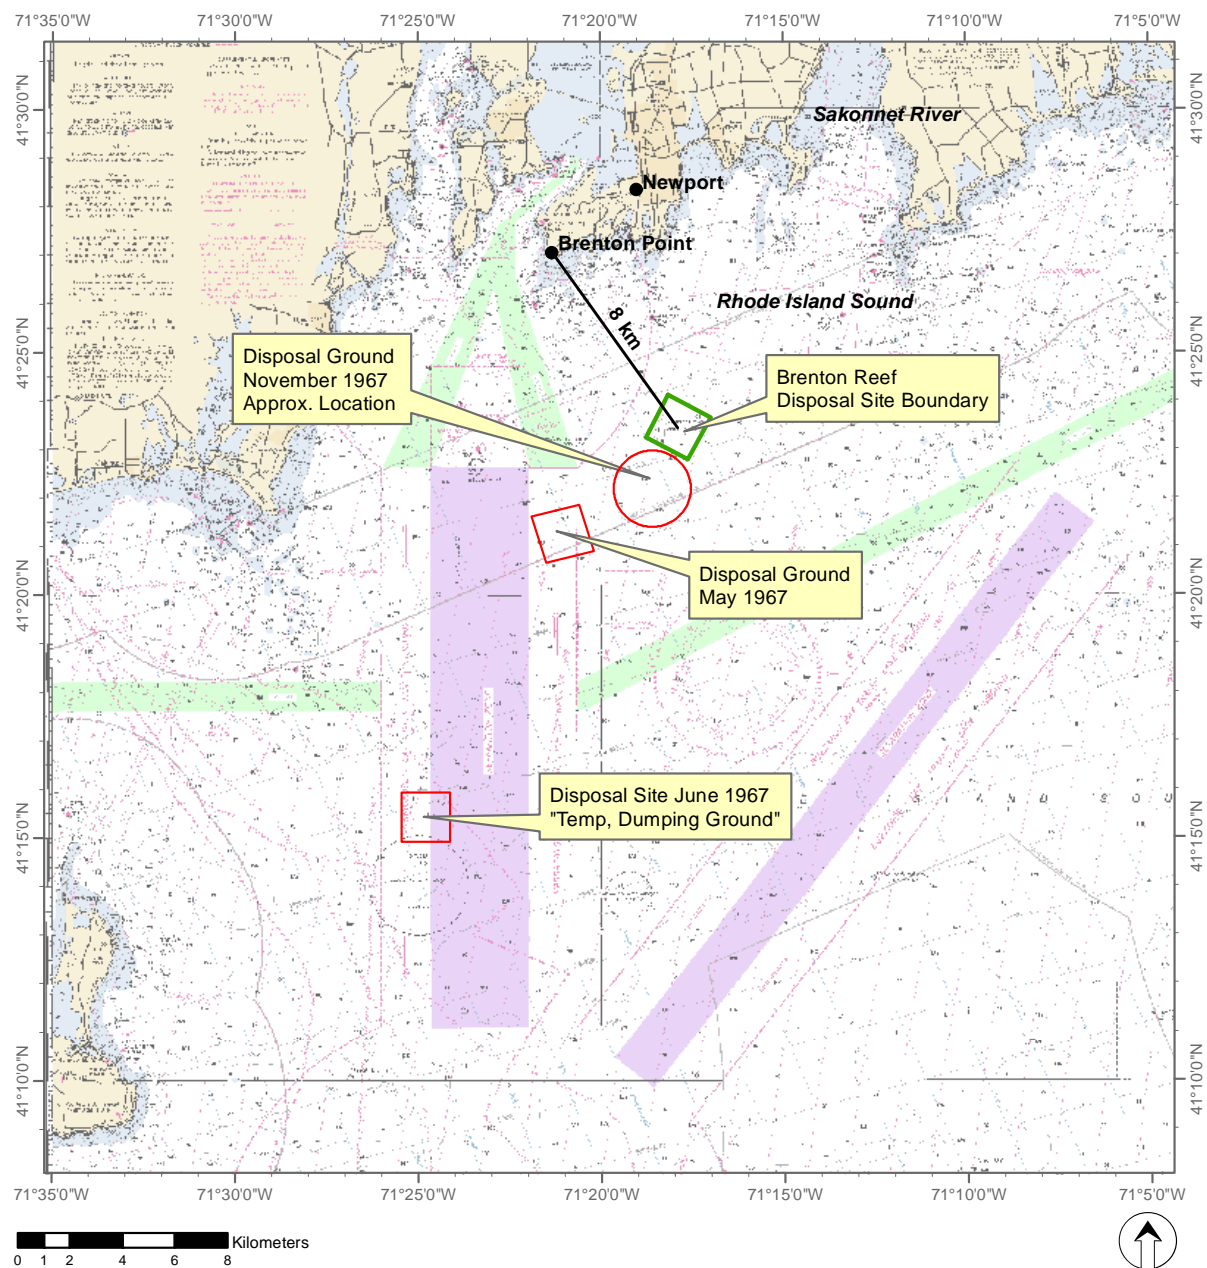 71°35'0"W 71°30'0"W 71°25'0"W 71°20'0"W 71°15'0"W 71°10'0"W 71°5'0"W
41°30'0"N 41°30'0"N
Sakonnet River
Newport
Brenton Point
Rhode Island Sound
8 km
41°25'0"N 41°25'0"N
Disposal Ground
November 1967
Approx. Location
Brenton Reef
Disposal Site Boundary
Disposal Ground
May 1967
41°20'0"N 41°20'0"N
Disposal Site June 1967
"Temp, Dumping Ground"
41°15'0"N 41°15'0"N
41°10'0"N 41°10'0"N
71°35'0"W 71°30'0"W 71°25'0"W 71°20'0"W 71°15'0"W 71°10'0"W 71°5'0"W
Kilometers
0 1 2 4 6 8